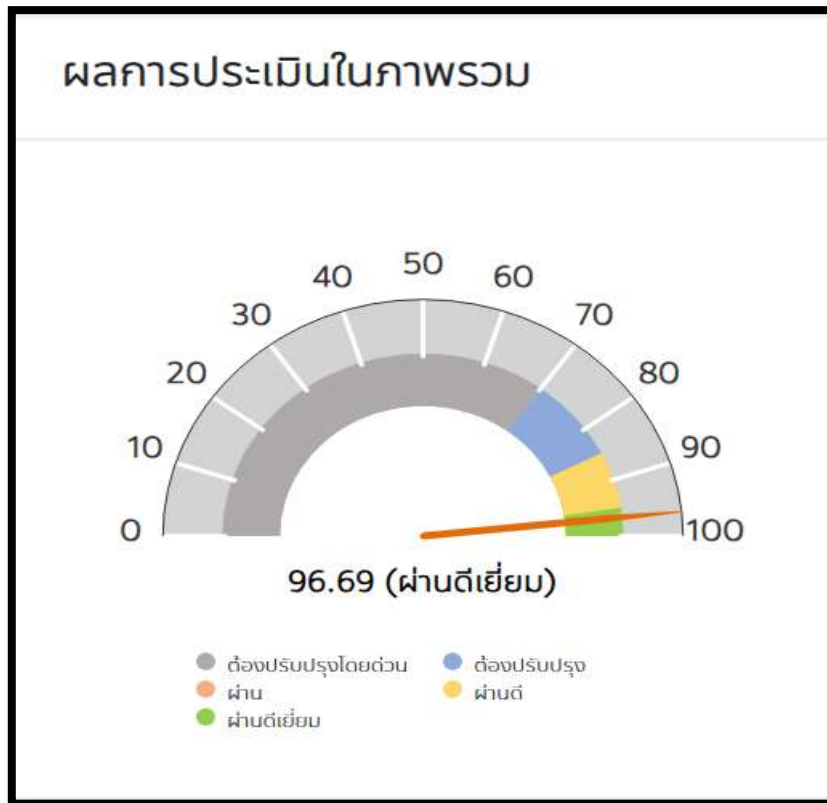 ผลการประเมินในภาพรวม
50
40
60
30
70
20
80
10
90
0
100
96.69 (ผ่านดีเยี่ยม)
ต้องปรับปรุงโดยด่วน
ต้องปรับปรุง
ผ่าน
ผ่านดี
ผ่านดีเยี่ยม